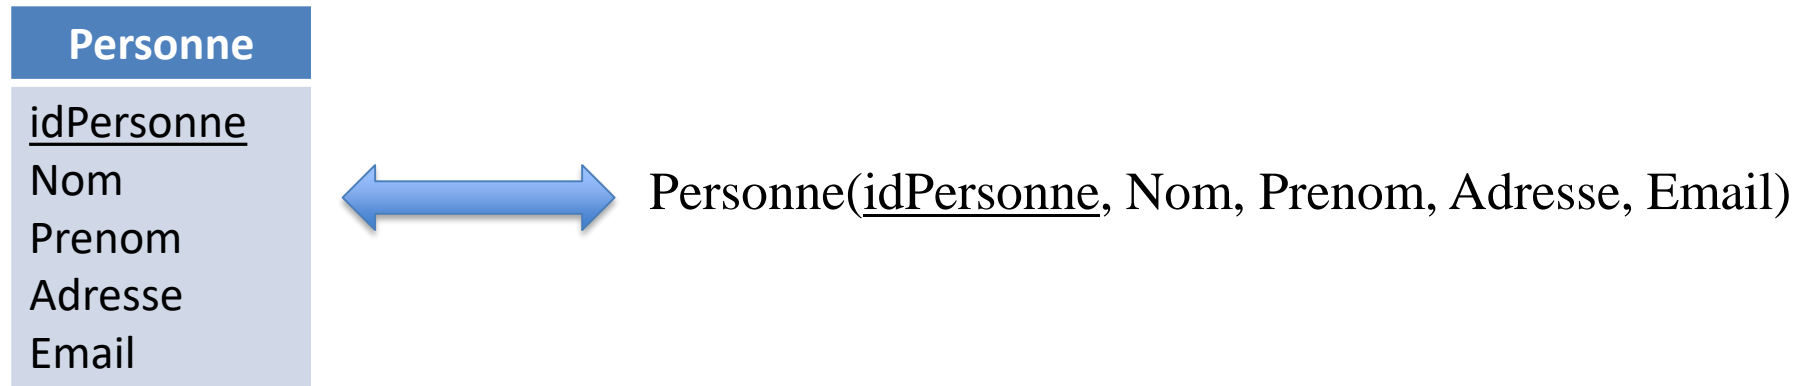 Personne
idPersonne
Nom
Prenom
Adresse
Email
Personne(idPersonne, Nom, Prenom, Adresse, Email)